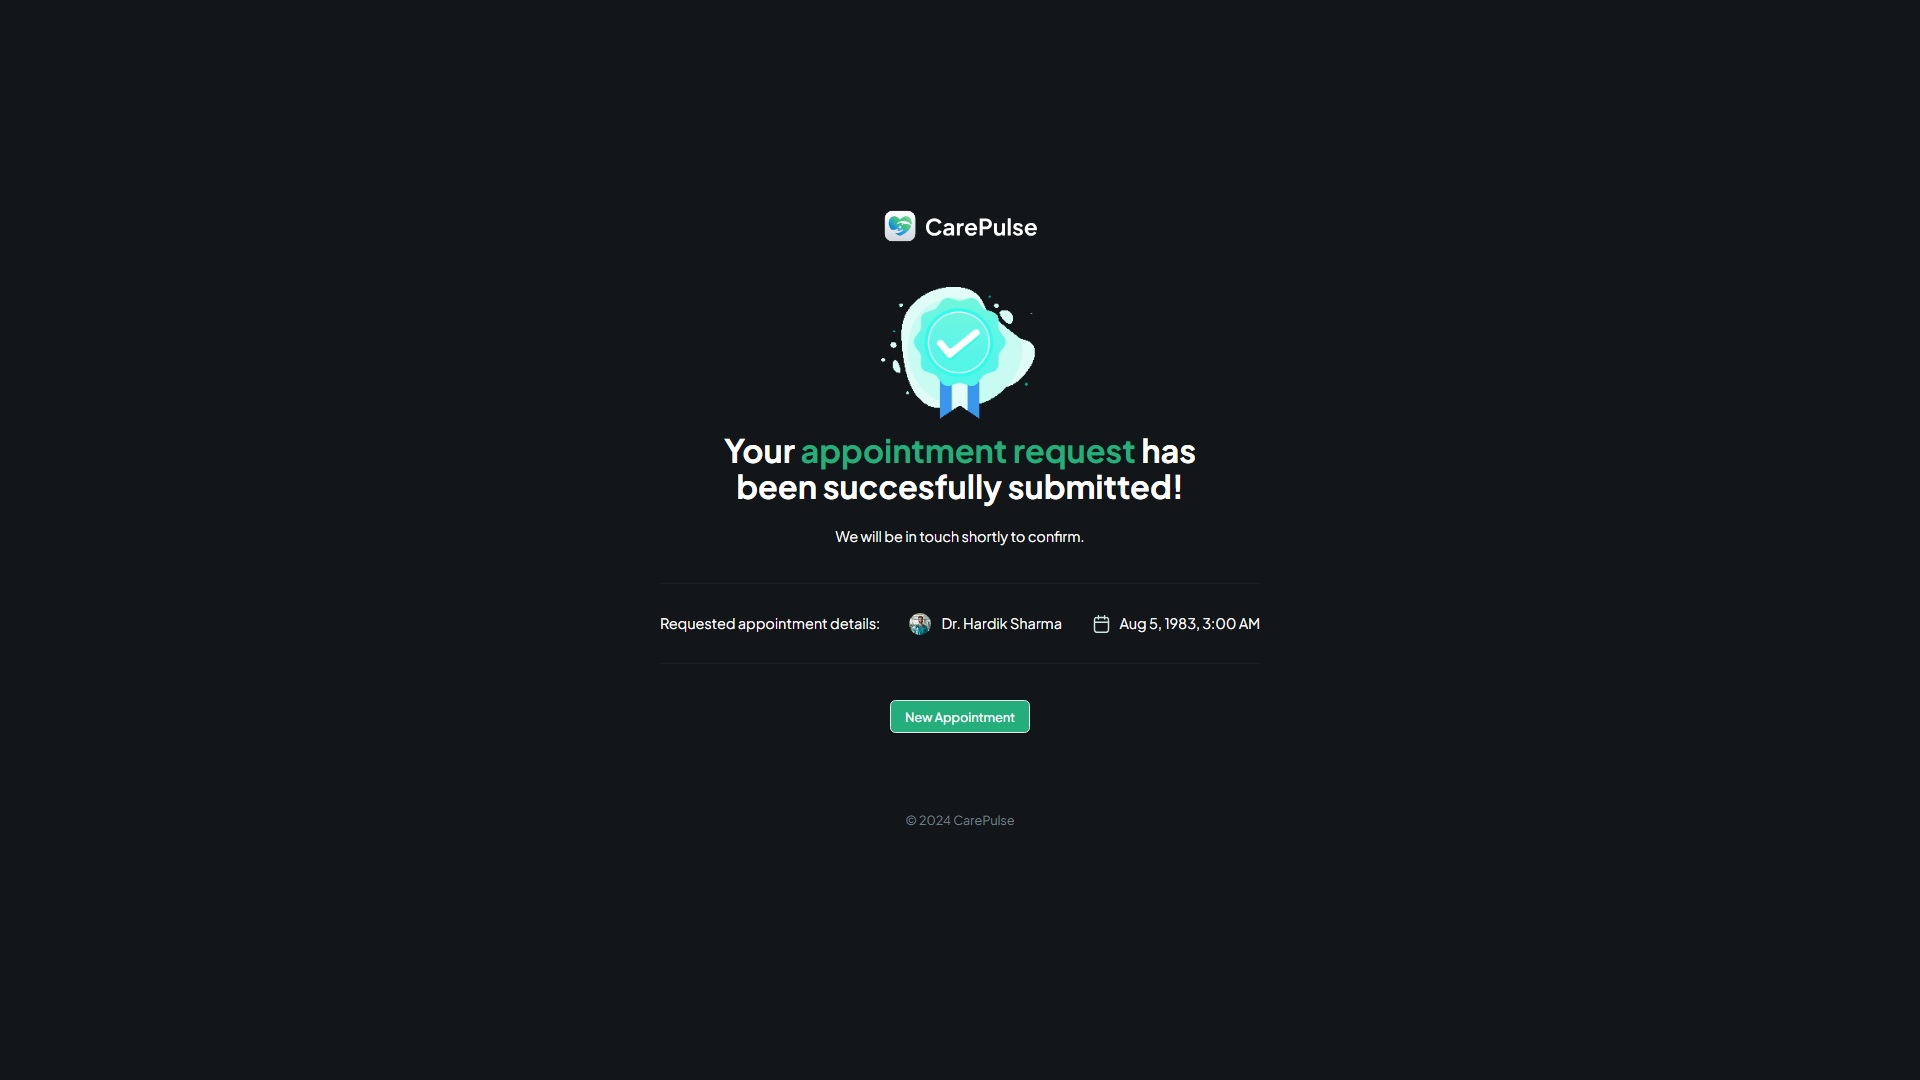 CarePulse
Your appointment request has
been succesfully submitted!
We will be in touch shortly to confirm.
Requested appointment details: Dr. Hardik Sharma Aug 5, 1983, 3:00 AM
New Appointment
© 2024 CarePulse